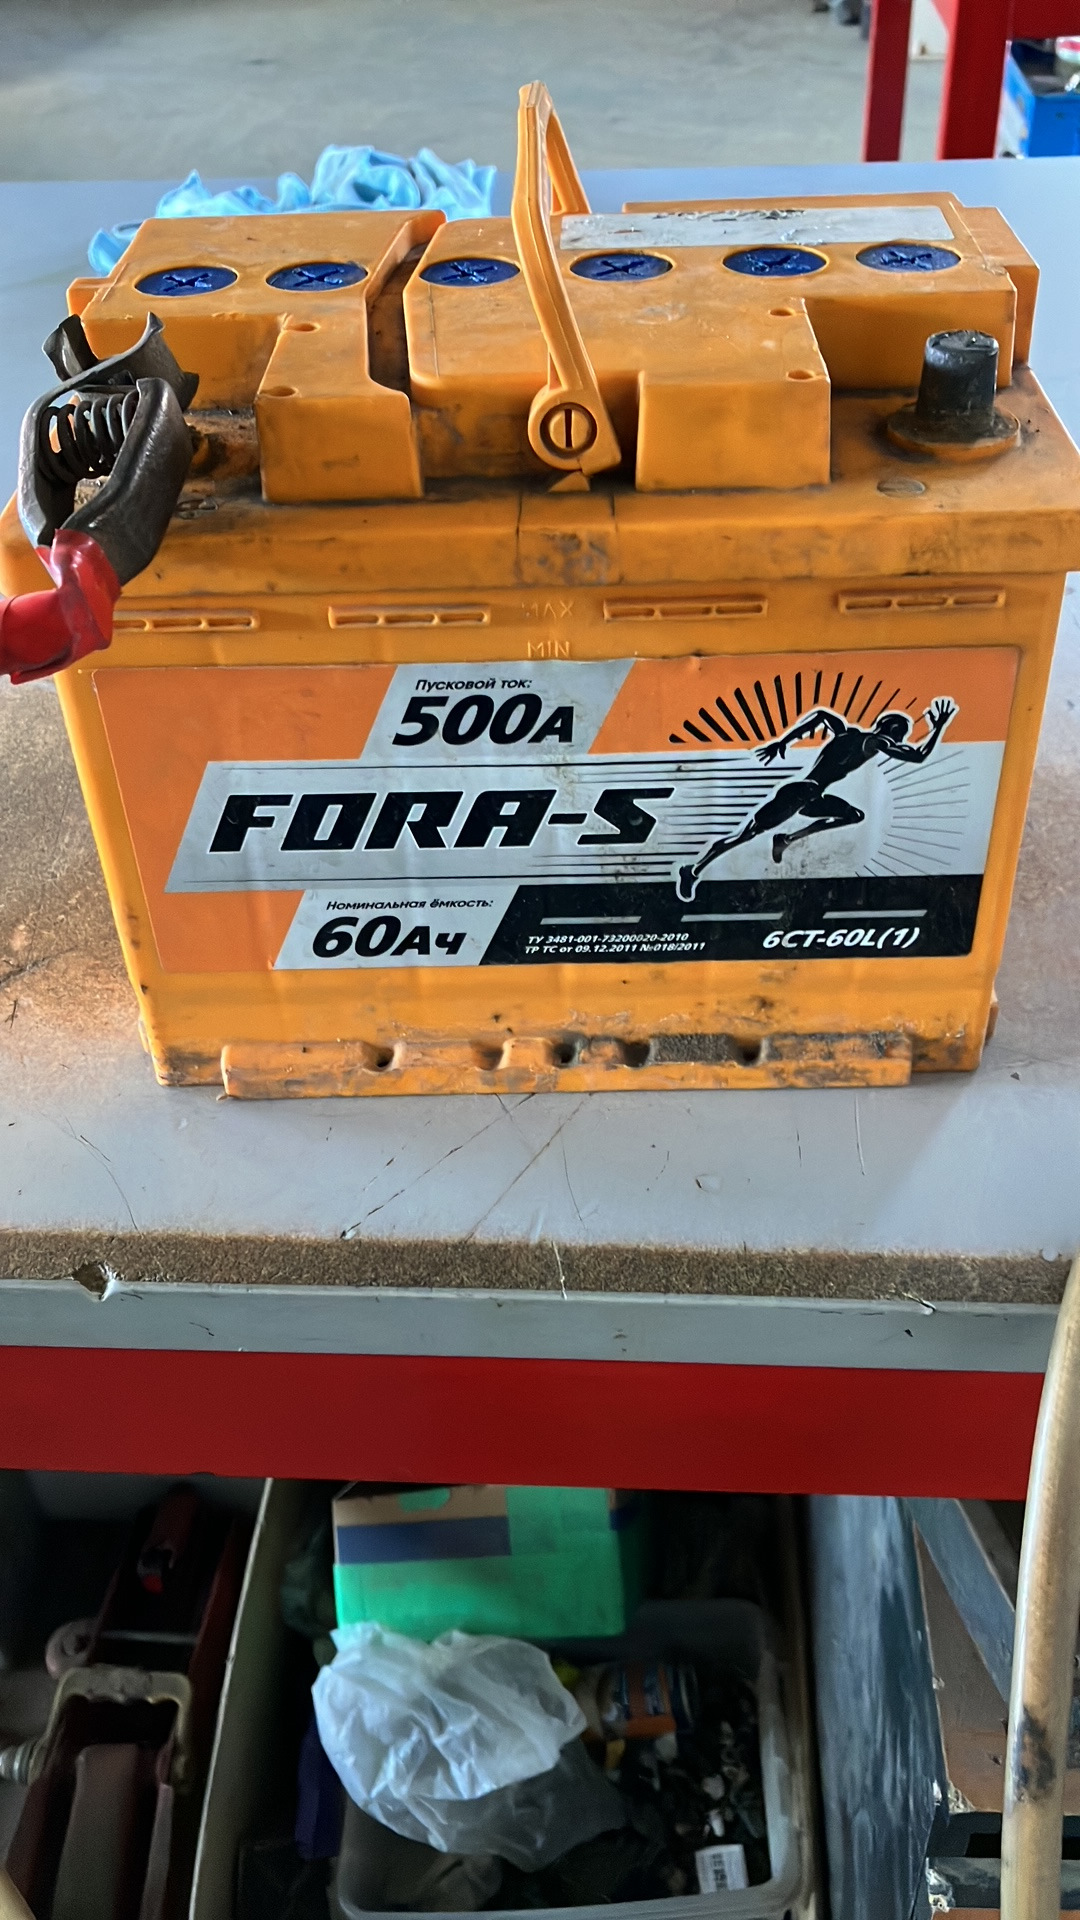 MAX
MIN
Пусковой ток:
500А
FORA-S
Номинальная ёмкость:
60Ач
ТУ 3481-001-73200020-2010
ТР ТС от 09.12.2011 №018/2011
6СТ-60L(1)